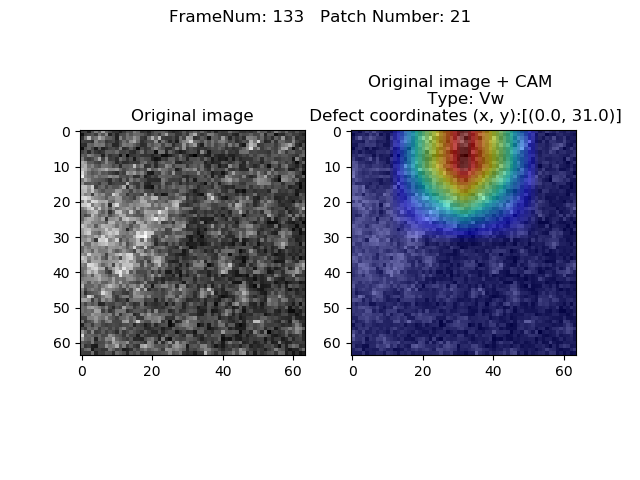 FrameNum: 133   Patch Number: 21
Original image
Original image + CAM
Type: Vw
Defect coordinates (x, y):[(0.0, 31.0)]
0
10
20
30
40
50
60
0 20 40 60
0
10
20
30
40
50
60
0 20 40 60